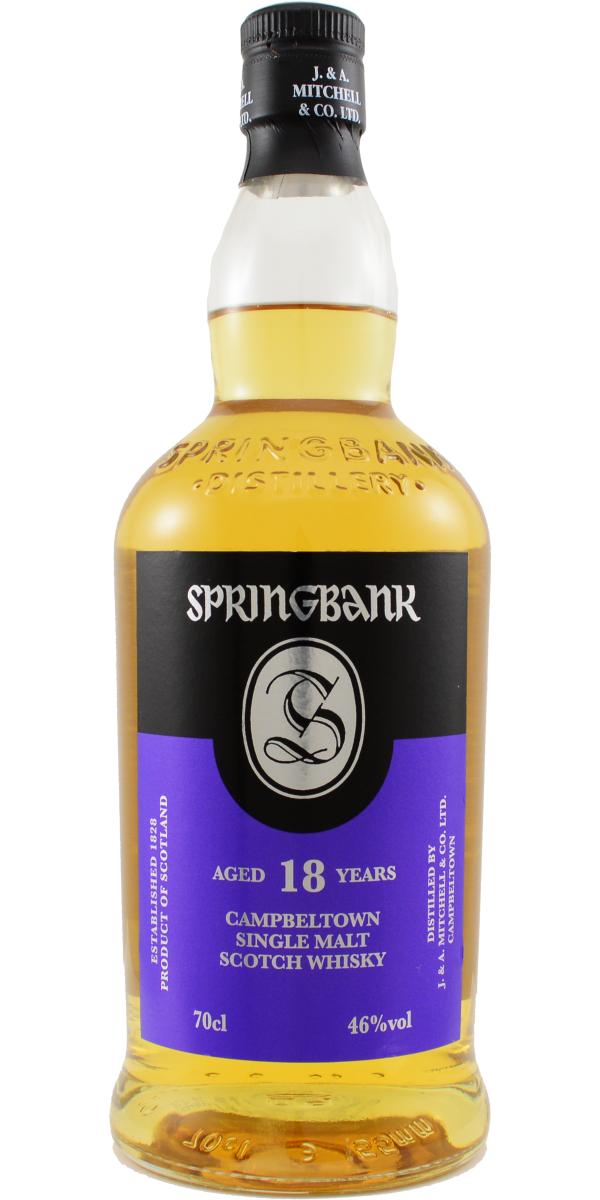 J. & A.
MITCHELL
& CO. LTD.
SPRINGBANK
•DISTILLERY•
SPRINGBANK
S
ESTABLISHED 1828
PRODUCT OF SCOTLAND
AGED 18 YEARS
CAMPBELTOWN
SINGLE MALT
SCOTCH WHISKY
DISTILLED BY
J. & A. MITCHELL & CO. LTD.
CAMPBELTOWN
70cl
46%vol